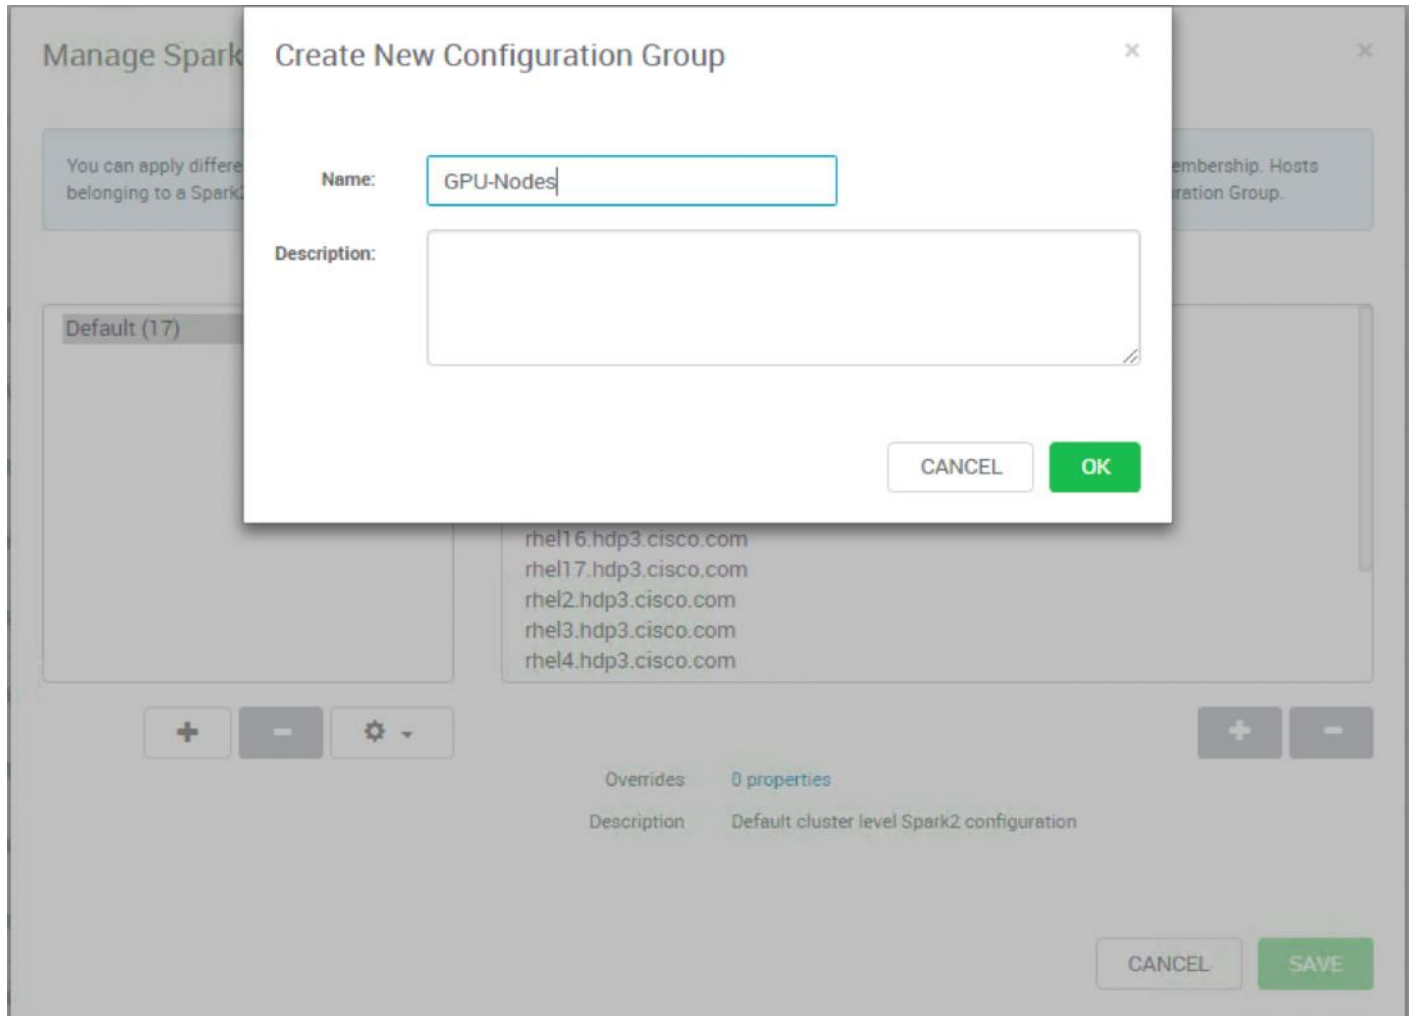 Manage Spark
Create New Configuration Group
×
×
You can apply differe
embership. Hosts
belonging to a Spark2
ration Group.
Name:
GPU-Nodes
Description:
Default (17)
CANCEL
OK
rhel16.hdp3.cisco.com
rhel17.hdp3.cisco.com
rhel2.hdp3.cisco.com
rhel3.hdp3.cisco.com
rhel4.hdp3.cisco.com
Overrides
0 properties
Description
Default cluster level Spark2 configuration
CANCEL
SAVE